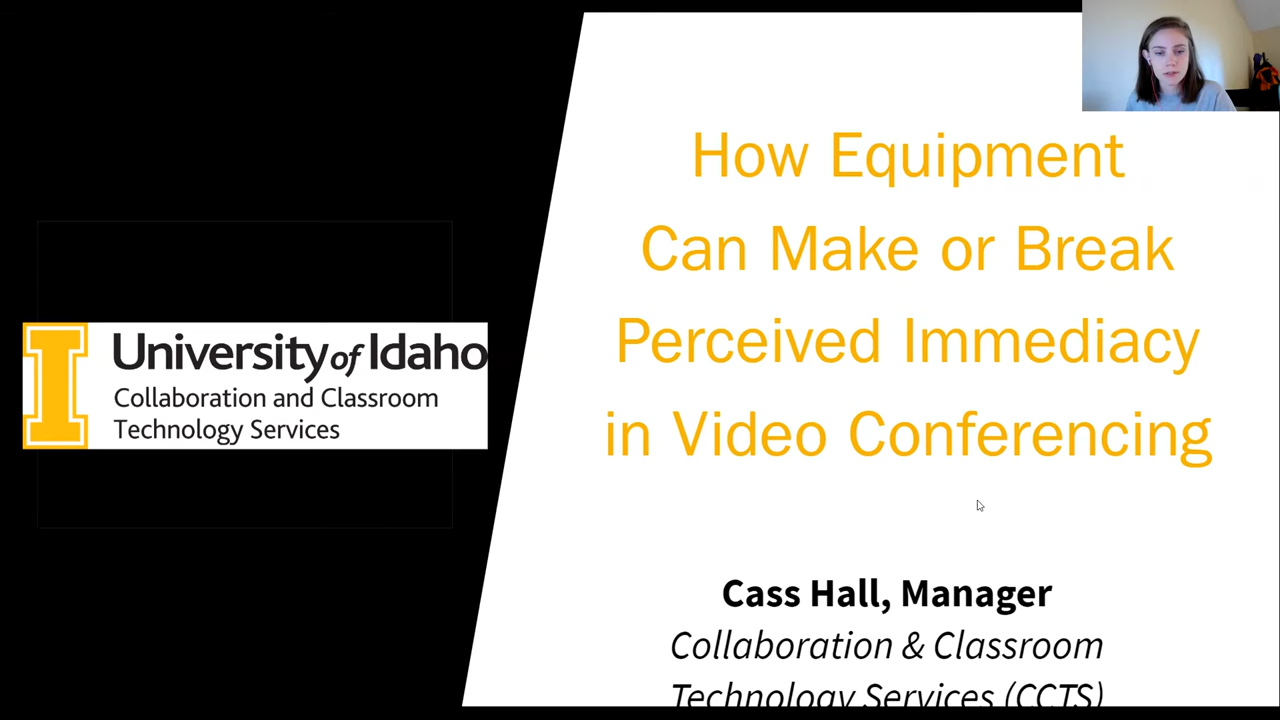 How Equipment
Can Make or Break
Perceived Immediacy
in Video Conferencing
I
University of Idaho
Collaboration and Classroom
Technology Services
Cass Hall, Manager
Collaboration & Classroom
Technology Services (CCTS)